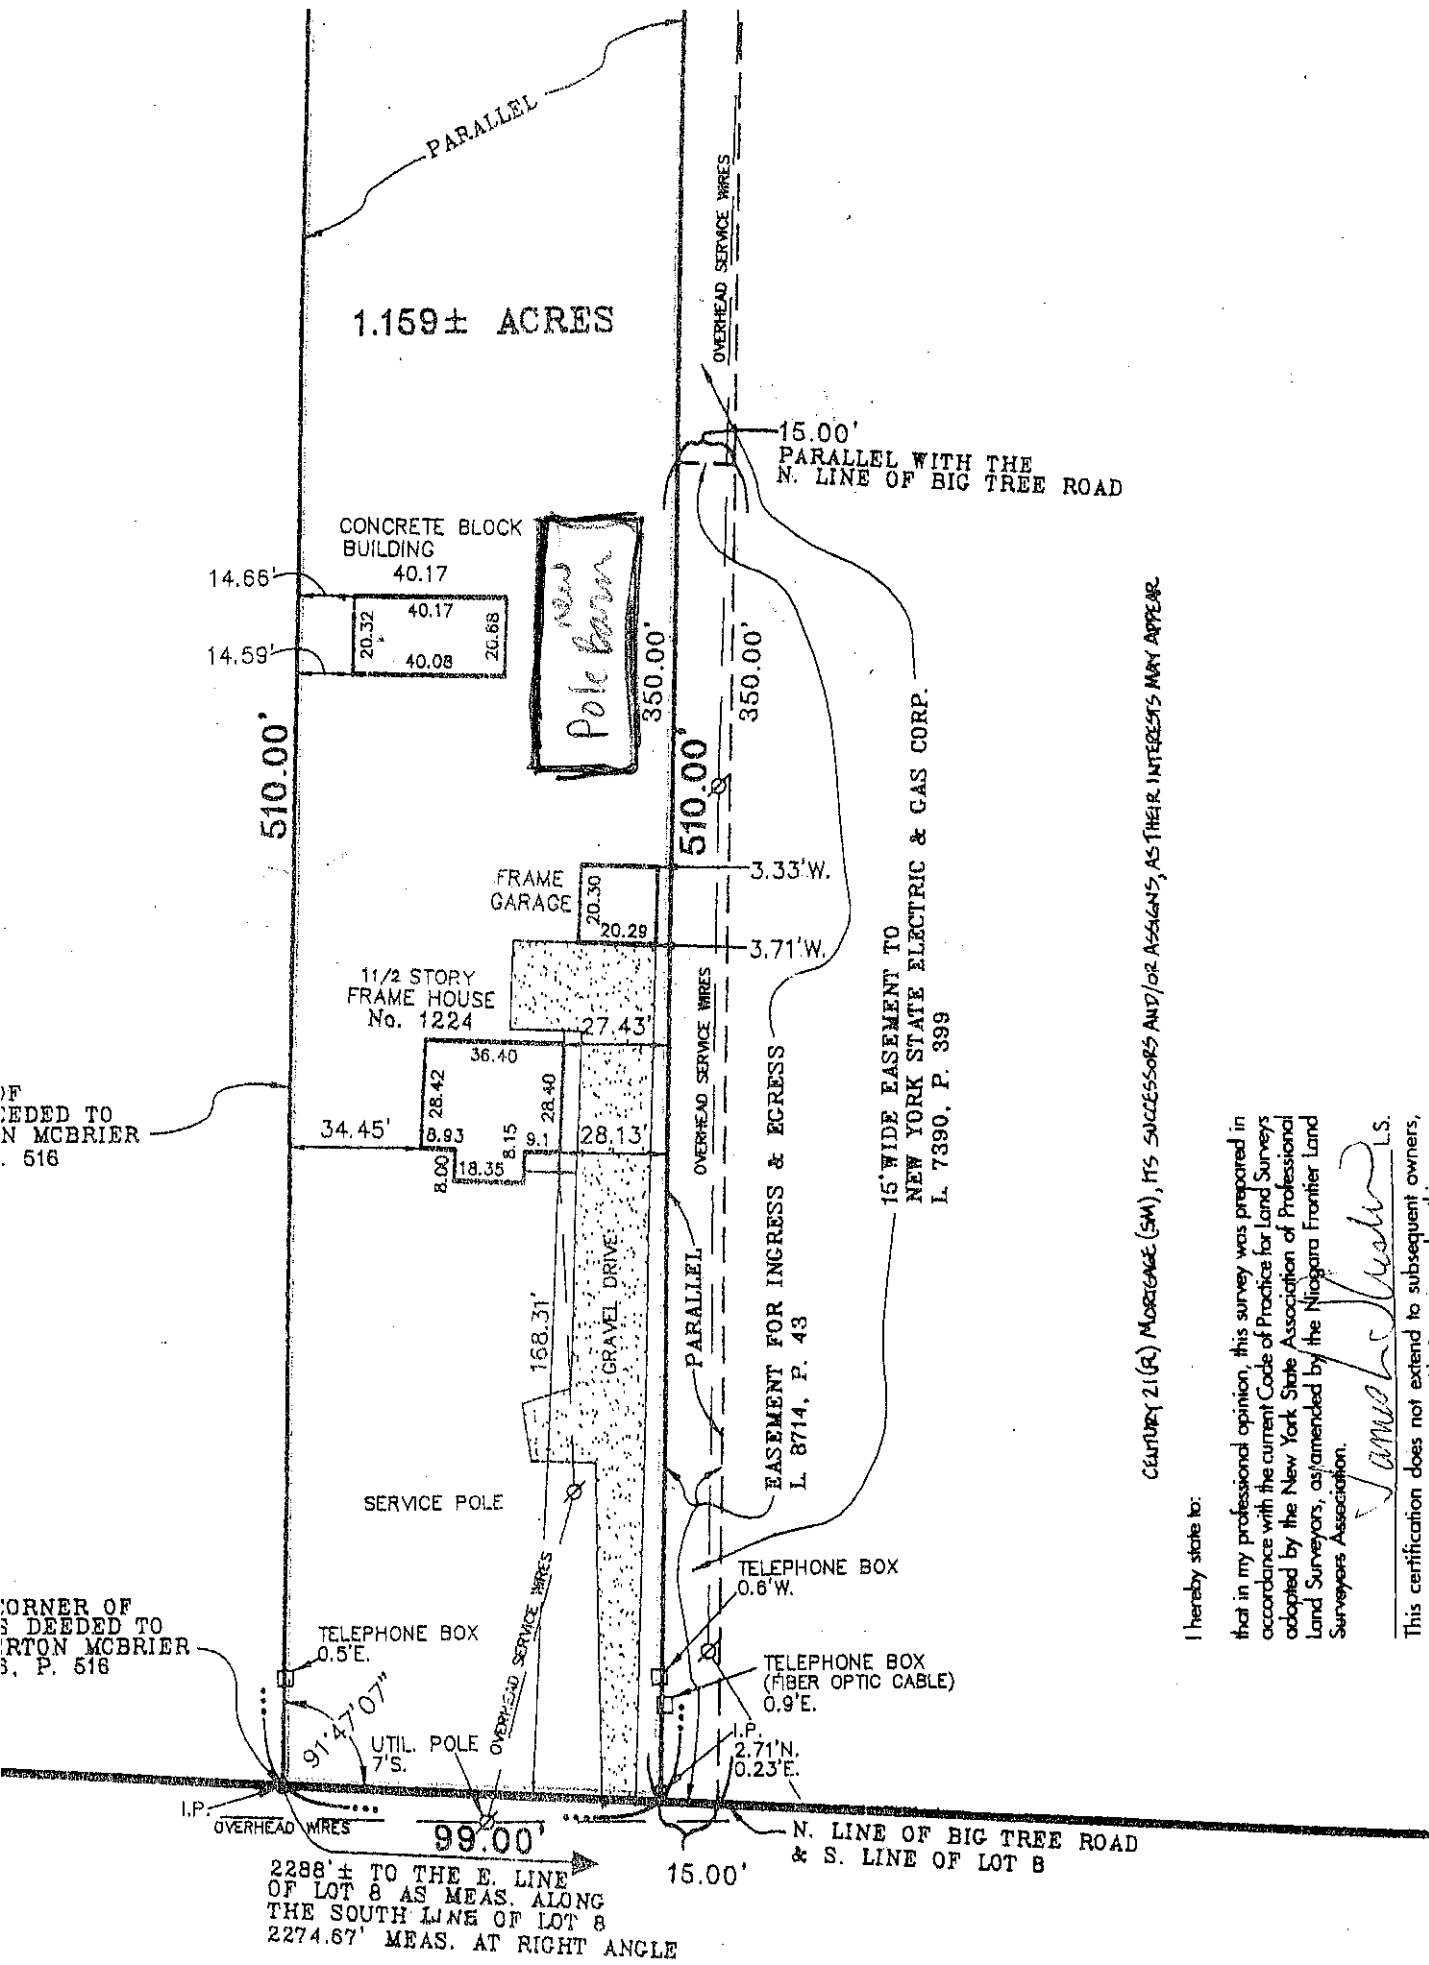 PARALLEL
OVERHEAD SERVICE WIRES
1.159± ACRES
15.00'
PARALLEL WITH THE
N. LINE OF BIG TREE ROAD
CONCRETE BLOCK
BUILDING
40.17
14.66'
40.17
20.32
20.68
40.08
14.59'
new
Pole barn
350.00'
350.00'
510.00'
510.00'
FRAME
GARAGE
20.30
20.29
3.33'W.
3.71'W.
11/2 STORY
FRAME HOUSE
No. 1224
27.43'
36.40
28.42
28.40
34.45'
8.93
8.15
9.1
28.13'
8.00
18.35
OF
CEEDED TO
N MCBRIER
. 516
OVERHEAD SERVICE WIRES
EASEMENT FOR INGRESS & EGRESS
L. 8714, P. 43
15' WIDE EASEMENT TO
NEW YORK STATE ELECTRIC & GAS CORP.
L. 7390, P. 399
PARALLEL
168.31'
GRAVEL DRIVE
SERVICE POLE
OVERHEAD SERVICE WIRES
TELEPHONE BOX
0.6'W.
CORNER OF
S DEEDED TO
ERTON MCBRIER
8, P. 516
TELEPHONE BOX
0.5'E.
TELEPHONE BOX
(FIBER OPTIC CABLE)
0.9'E.
91°47'07"
UTIL. POLE
7'S.
I.P.
2.71'N.
0.23'E.
I.P.
OVERHEAD WIRES
99.00'
15.00'
N. LINE OF BIG TREE ROAD
& S. LINE OF LOT 8
2288'± TO THE E. LINE
OF LOT 8 AS MEAS. ALONG
THE SOUTH LINE OF LOT 8
2274.67' MEAS. AT RIGHT ANGLE
CENTURY 21(R) MORTGAGE (SM), ITS SUCCESSORS AND/OR ASSIGNS, AS THEIR INTERESTS MAY APPEAR
I hereby state to:
that in my professional opinion, this survey was prepared in
accordance with the current Code of Practice for Land Surveys
adopted by the New York State Association of Professional
Land Surveyors, as amended by the Niagara Frontier Land
Surveyors Association.
L.S.
This certification does not extend to subsequent owners,